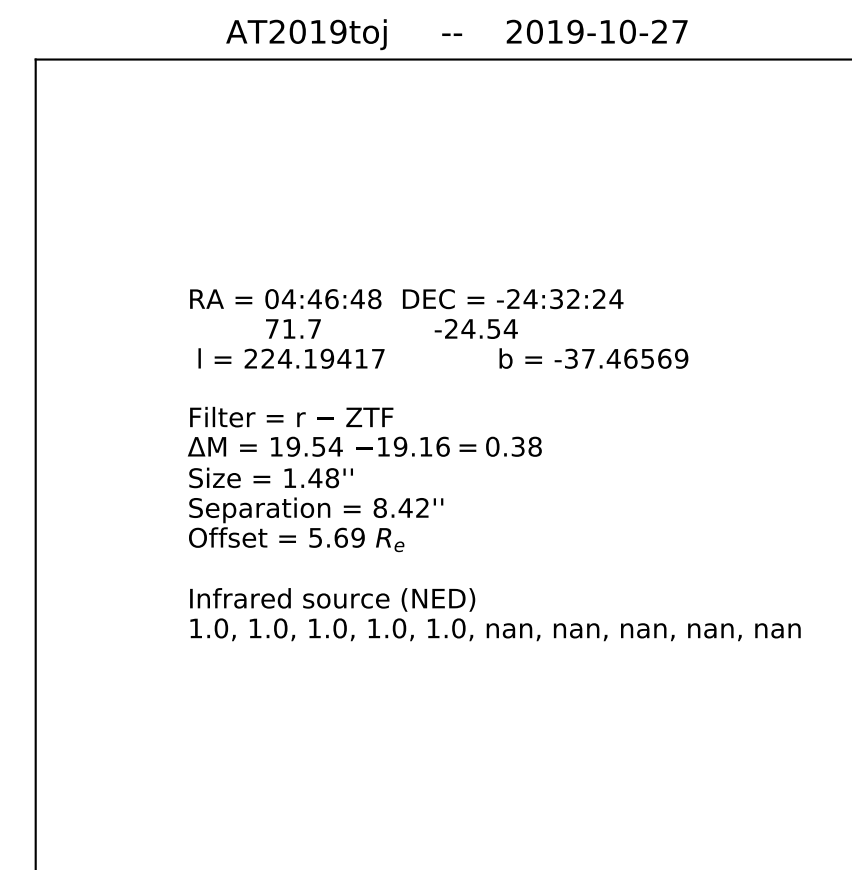 AT2019toj -- 2019-10-27
RA = 04:46:48 DEC = -24:32:24
71.7 -24.54
l = 224.19417 b = -37.46569
Filter = r − ZTF
ΔM = 19.54 −19.16 = 0.38
Size = 1.48''
Separation = 8.42''
Offset = 5.69 Rₑ
Infrared source (NED)
1.0, 1.0, 1.0, 1.0, 1.0, nan, nan, nan, nan, nan